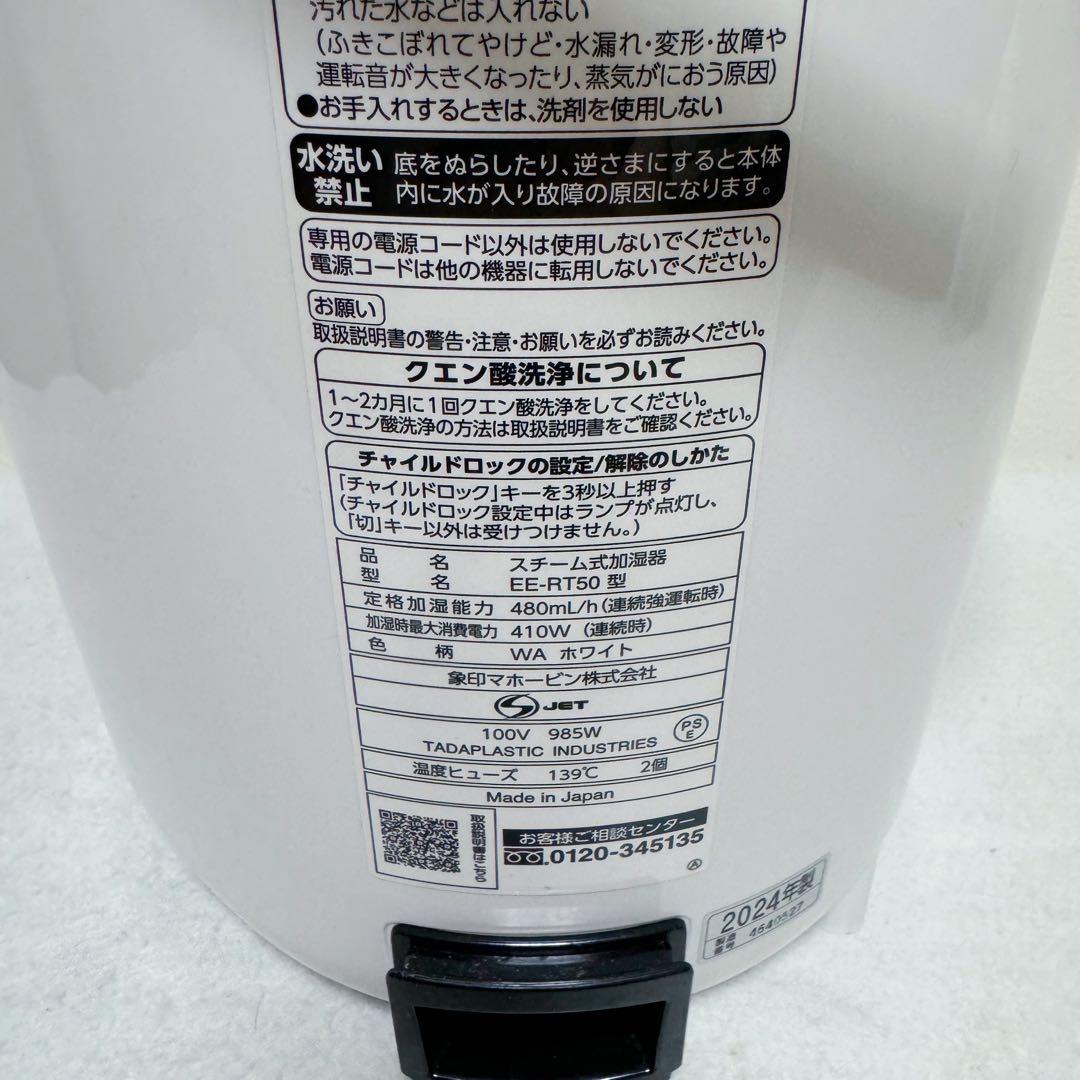 汚れた水などは入れない
(ふきこぼれてやけど・水漏れ・変形・故障や
運転音が大きくなったり、蒸気がにおう原因)
●お手入れするときは、洗剤を使用しない
水洗い
禁止
底をぬらしたり、逆さまにすると本体
内に水が入り故障の原因になります。
専用の電源コード以外は使用しないでください。
電源コードは他の機器に転用しないでください。
お願い
取扱説明書の警告・注意・お願いを必ずお読みください。
クエン酸洗浄について
1〜2カ月に1回クエン酸洗浄をしてください。
クエン酸洗浄の方法は取扱説明書をご確認ください。
チャイルドロックの設定/解除のしかた
「チャイルドロック」キーを3秒以上押す
(チャイルドロック設定中はランプが点灯し、
「切」キー以外は受けつけません。)
品名 スチーム式加湿器
型名 EE-RT50 型
定格加湿能力 480mL/h(連続強運転時)
加湿時最大消費電力 410W (連続時)
色柄 WA ホワイト
象印マホービン株式会社
S JET
100V 985W
PSE
TADAPLASTIC INDUSTRIES
温度ヒューズ 139℃ 2個
Made in Japan
取扱説明書はこちら
お客様ご相談センター
0120-345135
Ⓐ
2024年製
製造番号 4540527